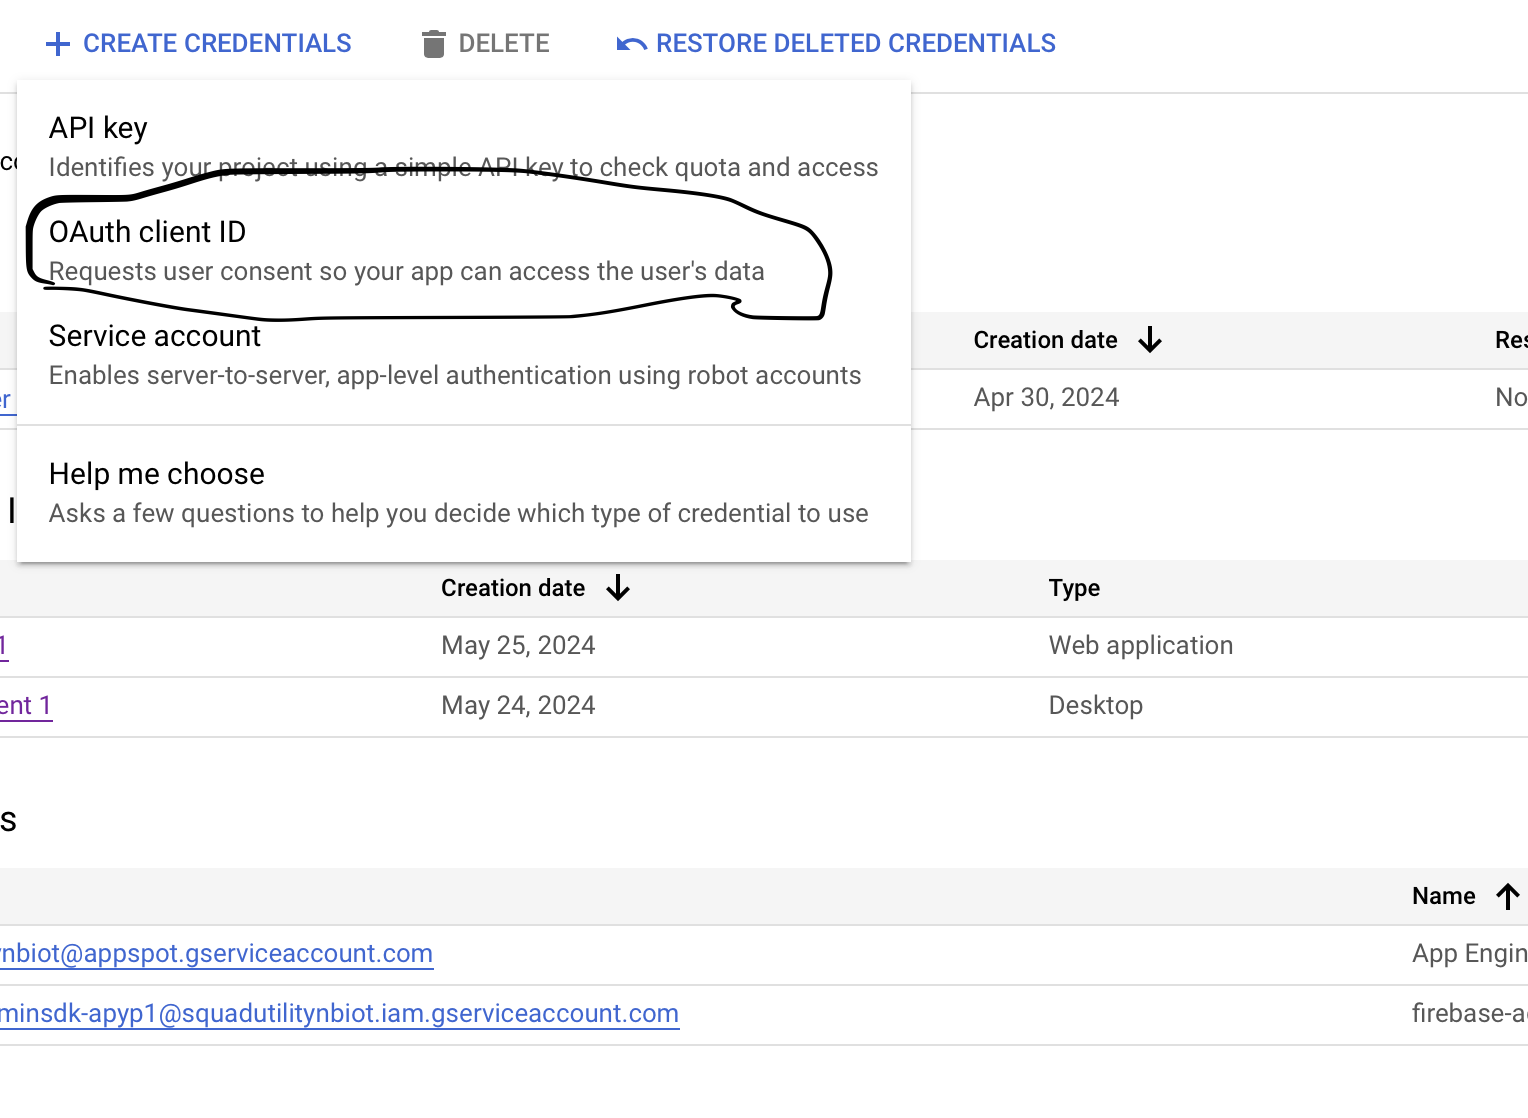 CREATE CREDENTIALS DELETE RESTORE DELETED CREDENTIALS
API key
Identifies your project using a simple API key to check quota and access
OAuth client ID
Requests user consent so your app can access the user's data
Service account
Enables server-to-server, app-level authentication using robot accounts
Creation date
Apr 30, 2024 No
Help me choose
Asks a few questions to help you decide which type of credential to use
Creation date Type
1 May 25, 2024 Web application
ent 1 May 24, 2024 Desktop
s
Name
ynbiot@appspot.gserviceaccount.com App Engin
minsdk-apyp1@squadutilitynbiot.iam.gserviceaccount.com firebase-a